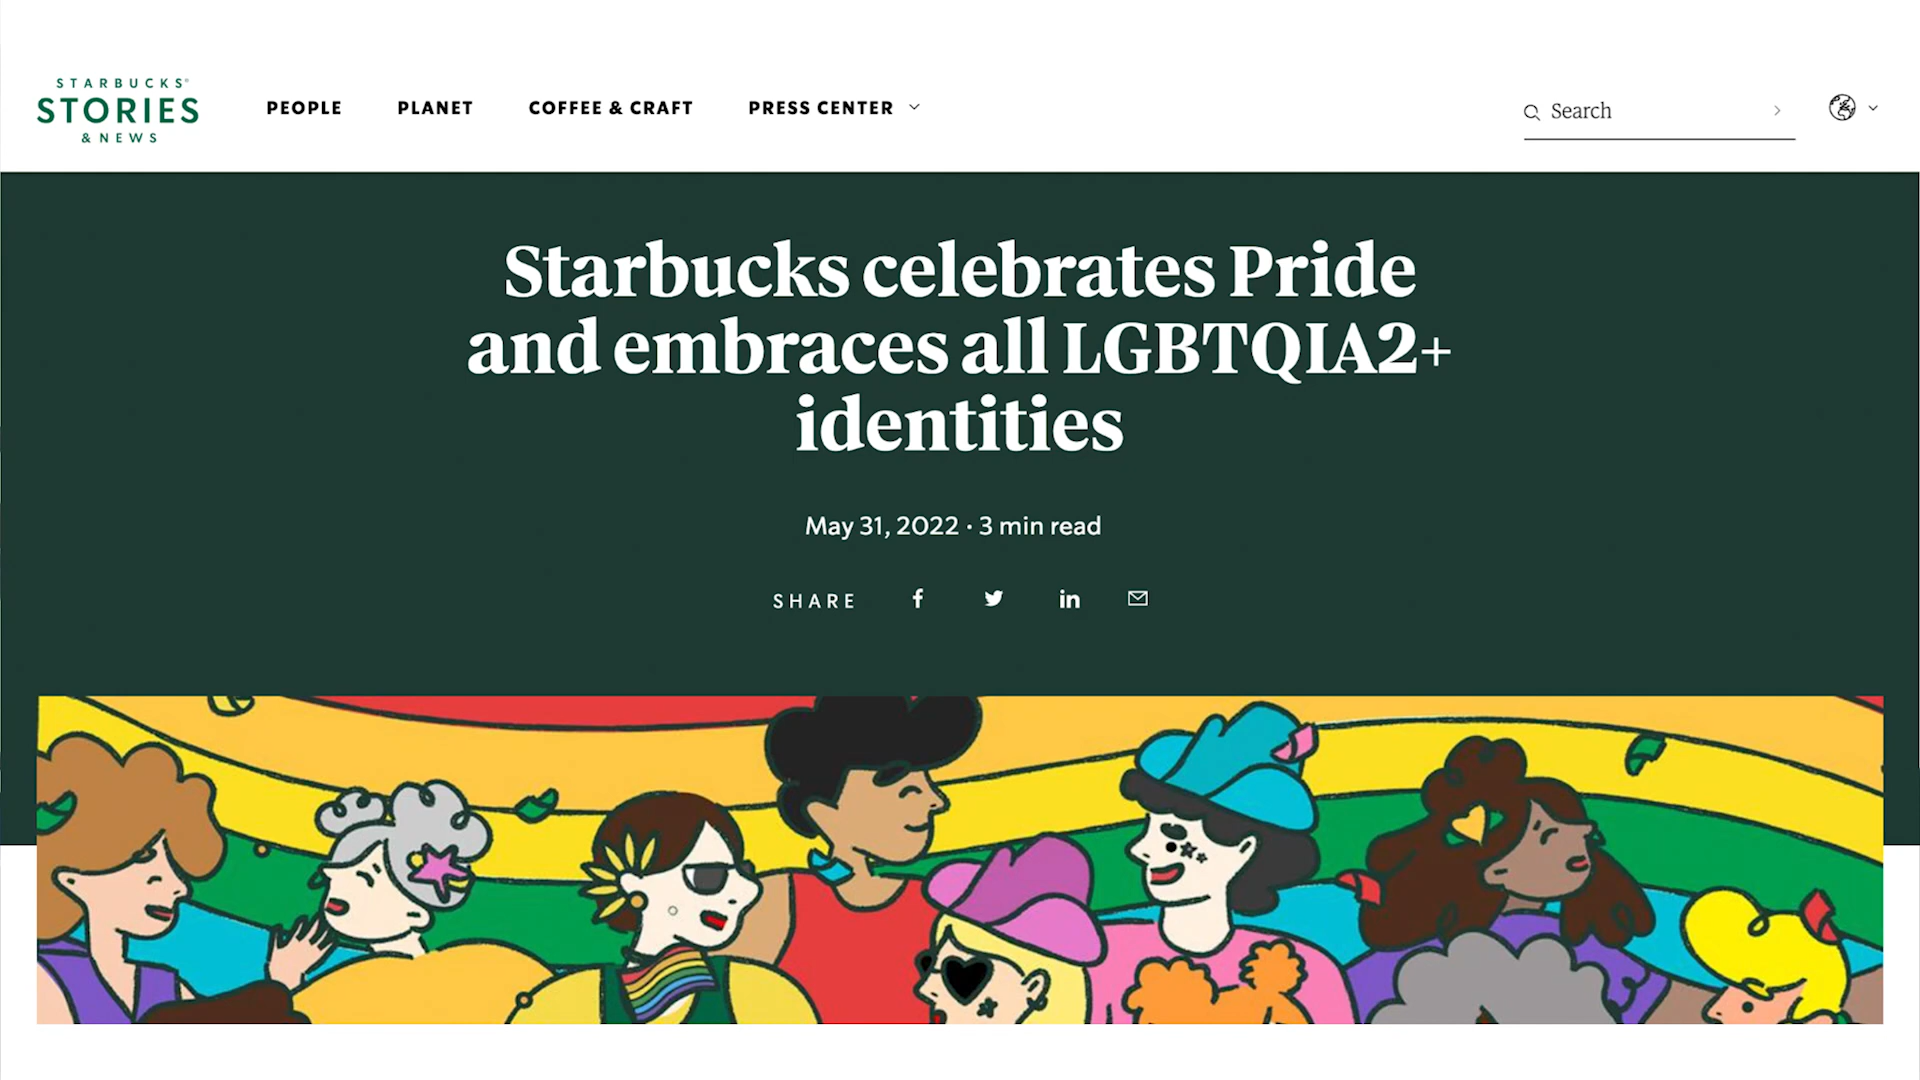 STARBUCKS®
STORIES
& NEWS
PEOPLE PLANET COFFEE & CRAFT PRESS CENTER
Search
Starbucks celebrates Pride
and embraces all LGBTQIA2+
identities
May 31, 2022 · 3 min read
SHARE